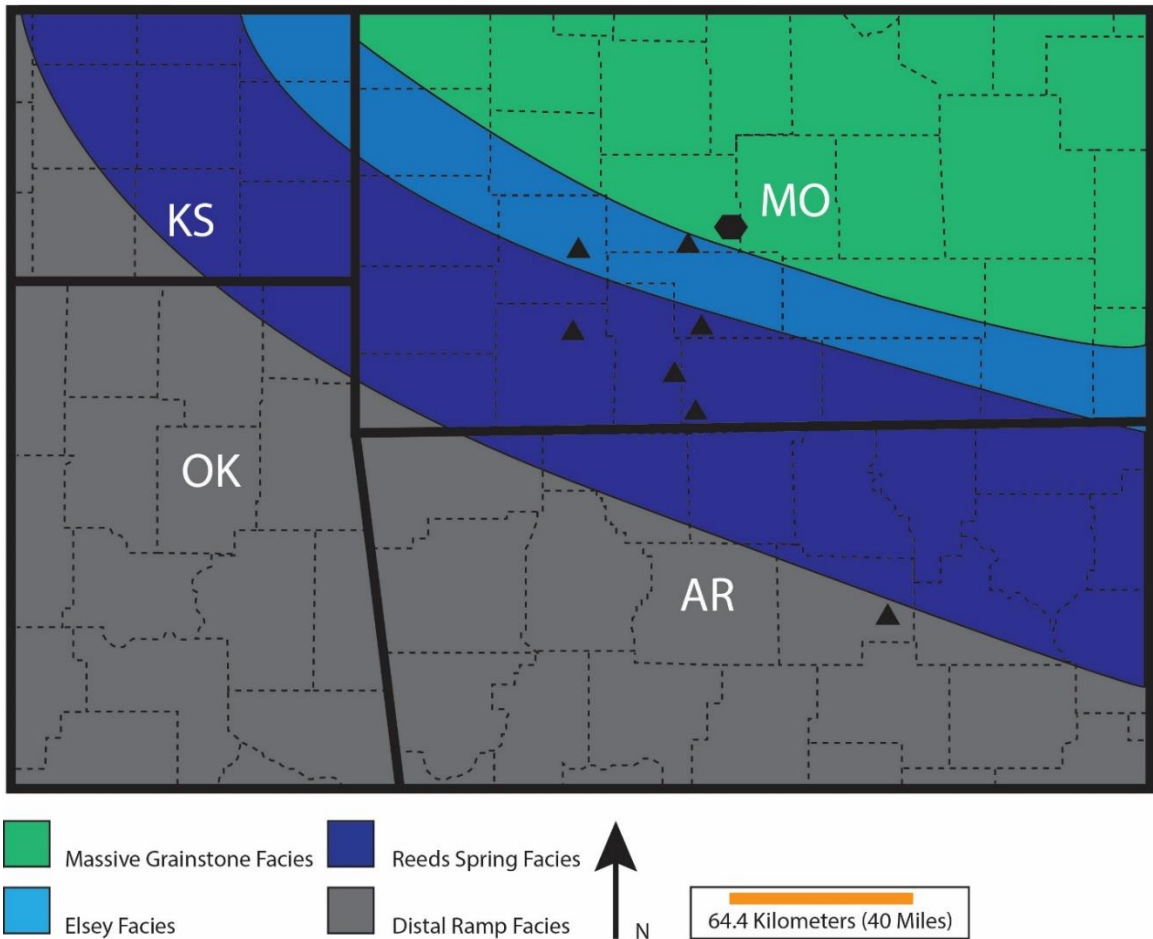 MO
KS
OK
AR
Massive Grainstone Facies
Reeds Spring Facies
Elsey Facies
Distal Ramp Facies
N
64.4 Kilometers (40 Miles)